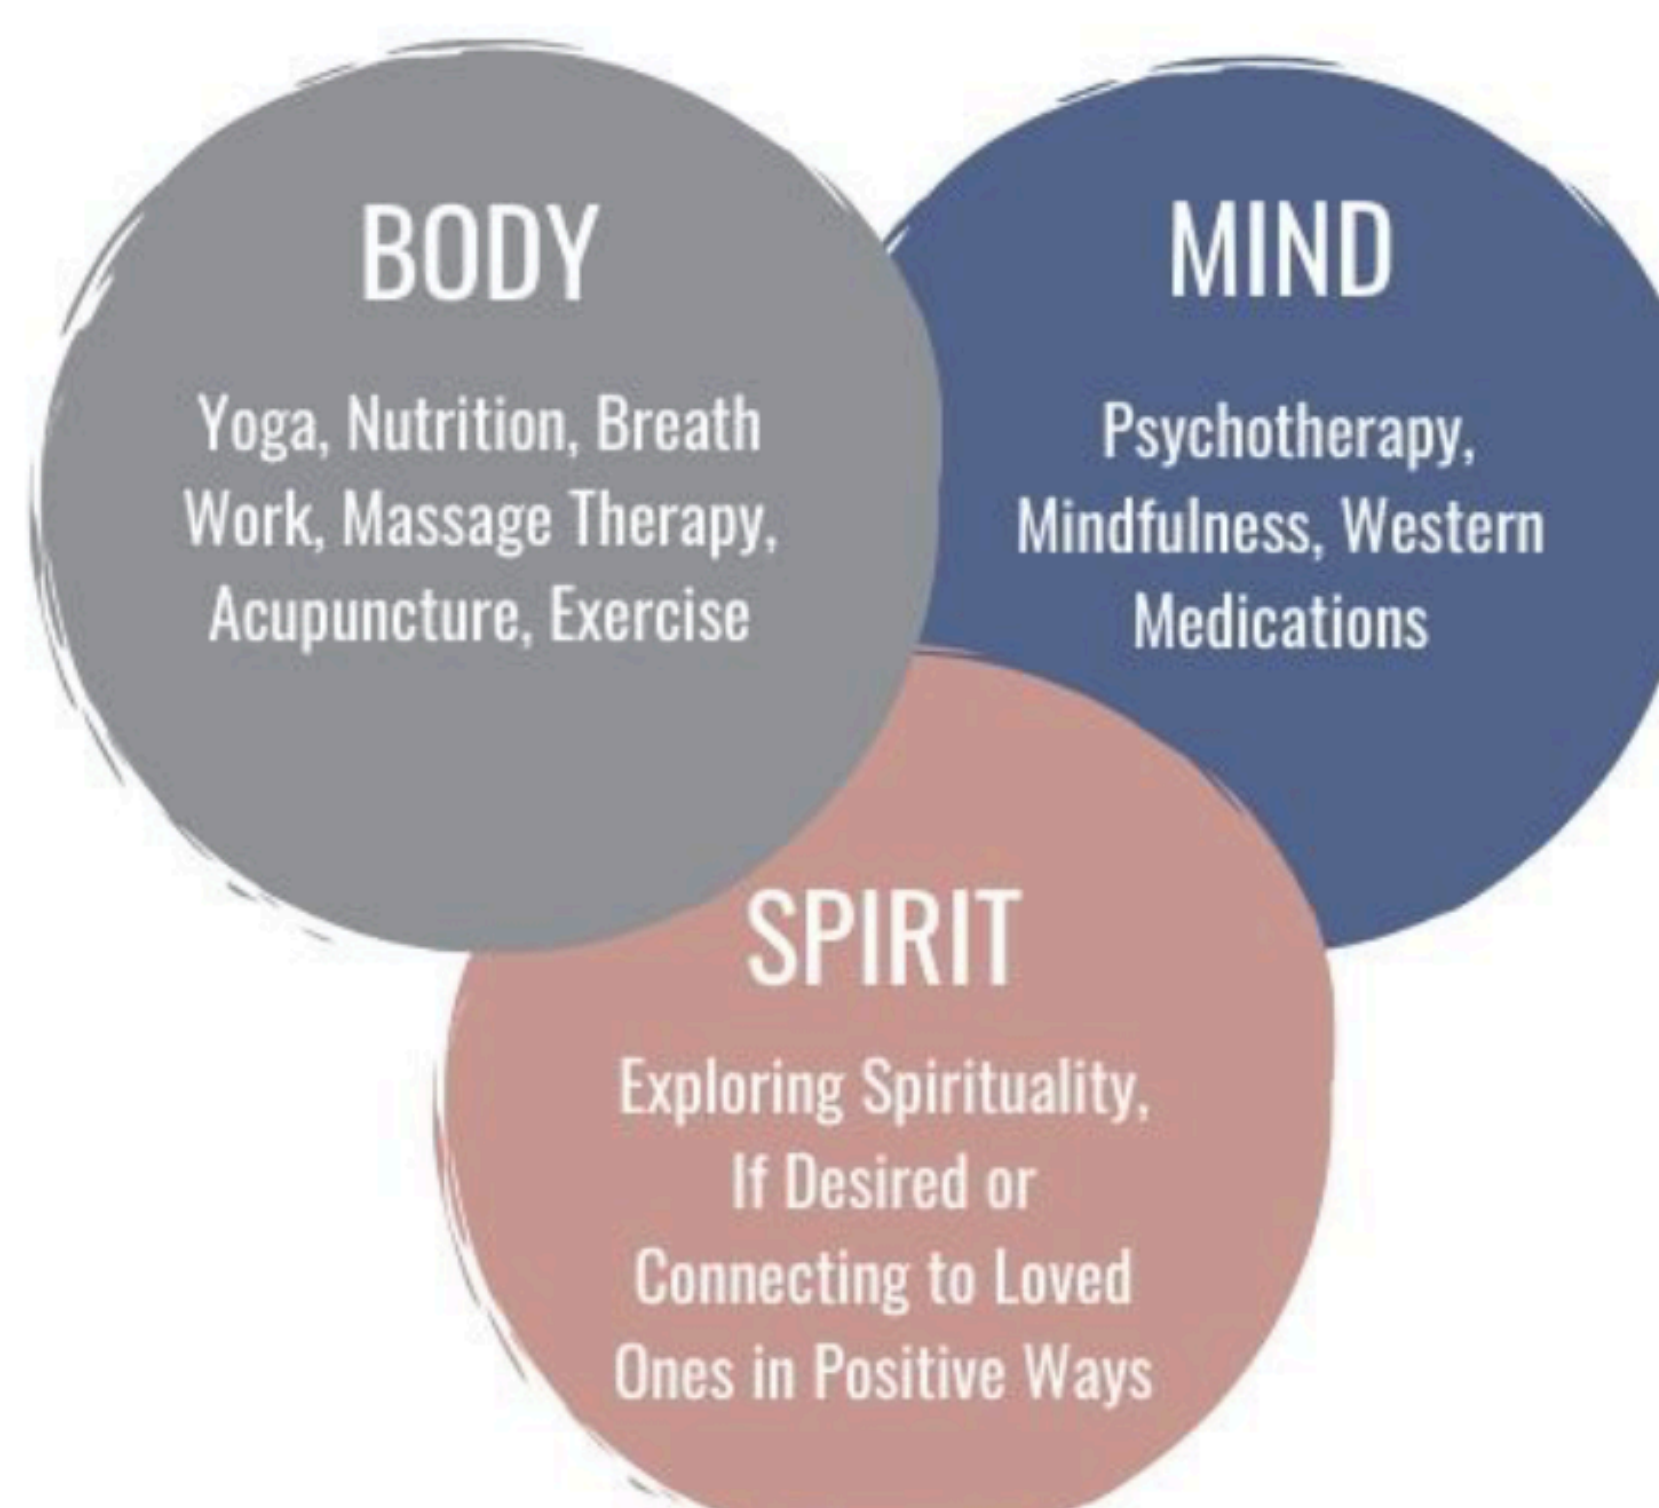 BODY
Yoga, Nutrition, Breath
Work, Massage Therapy,
Acupuncture, Exercise
MIND
Psychotherapy,
Mindfulness, Western
Medications
SPIRIT
Exploring Spirituality,
If Desired or
Connecting to Loved
Ones in Positive Ways